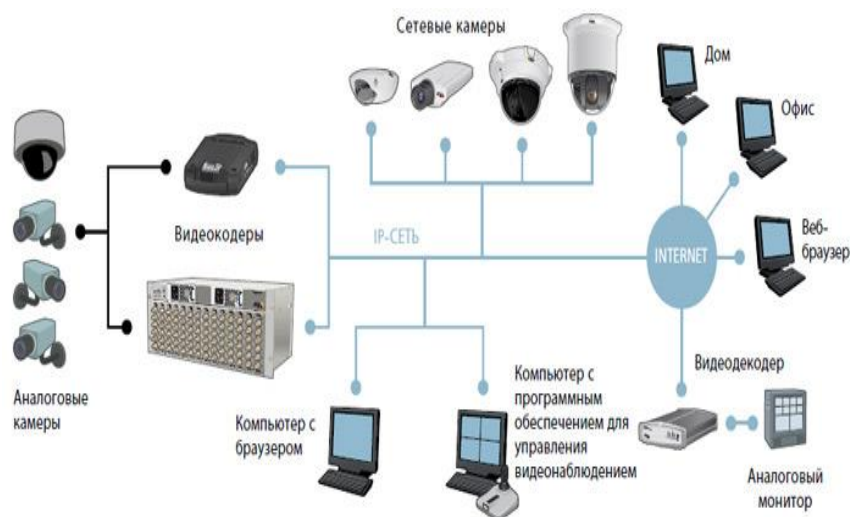 Сетевые камеры
Дом
Офис
Видеокодеры
IP-СЕТЬ
INTERNET
Веб-
браузер
Аналоговые
камеры
Компьютер с
браузером
Компьютер с
программным
обеспечением для
управления
видеонаблюдением
Видеодекодер
Аналоговый
монитор